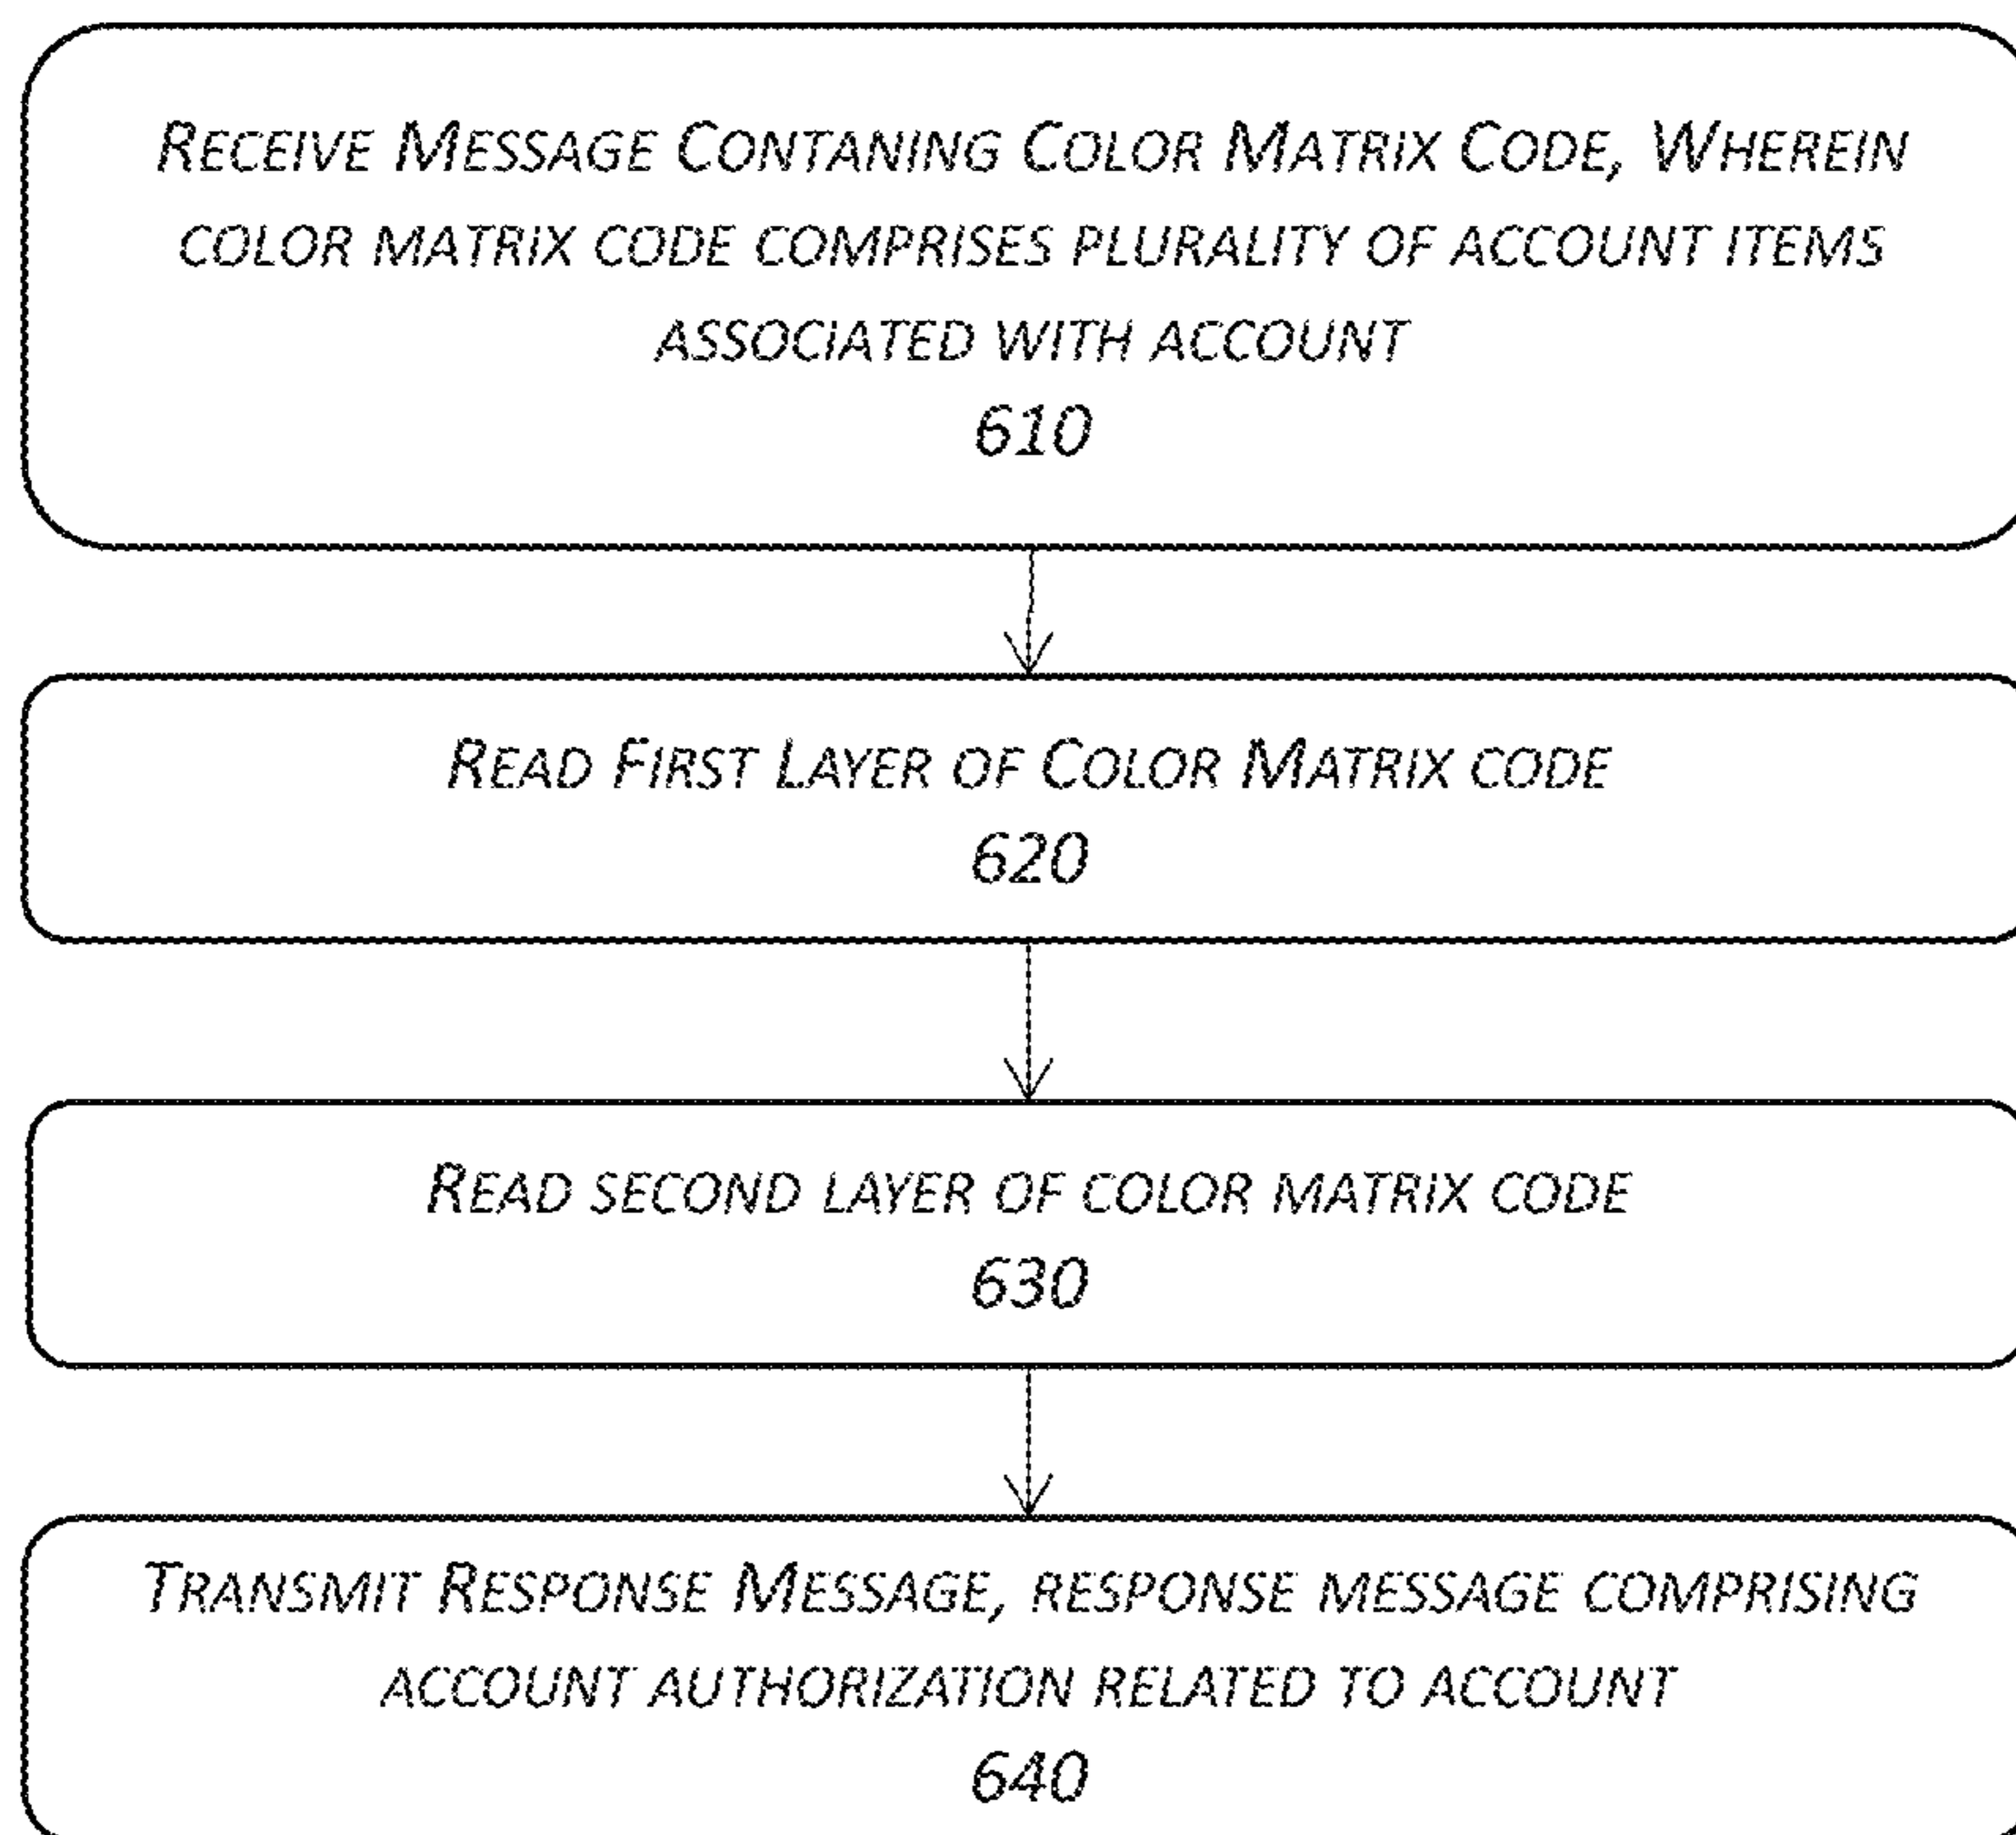 RECEIVE MESSAGE CONTANING COLOR MATRIX CODE, WHEREIN
COLOR MATRIX CODE COMPRISES PLURALITY OF ACCOUNT ITEMS
ASSOCIATED WITH ACCOUNT
610
READ FIRST LAYER OF COLOR MATRIX CODE
620
READ SECOND LAYER OF COLOR MATRIX CODE
630
TRANSMIT RESPONSE MESSAGE, RESPONSE MESSAGE COMPRISING
ACCOUNT AUTHORIZATION RELATED TO ACCOUNT
640